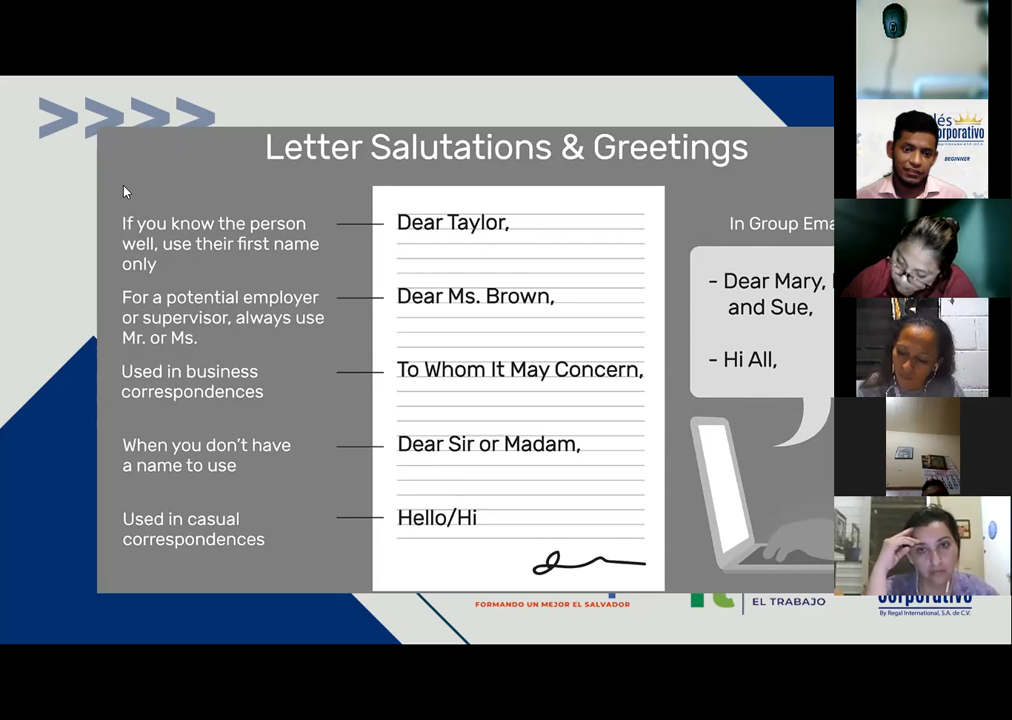 Letter Salutations & Greetings
If you know the person
well, use their first name
only
Dear Taylor,
For a potential employer
or supervisor, always use
Mr. or Ms.
Dear Ms. Brown,
Used in business
correspondences
To Whom It May Concern,
When you don't have
a name to use
Dear Sir or Madam,
Used in casual
correspondences
Hello/Hi
In Group Ema
- Dear Mary,
and Sue,
- Hi All,
lés
orporativo
BEGINNER
FORMANDO UN MEJOR EL SALVADOR
EL TRABAJO
Corporativo
By Regal International, S.A. de C.V.